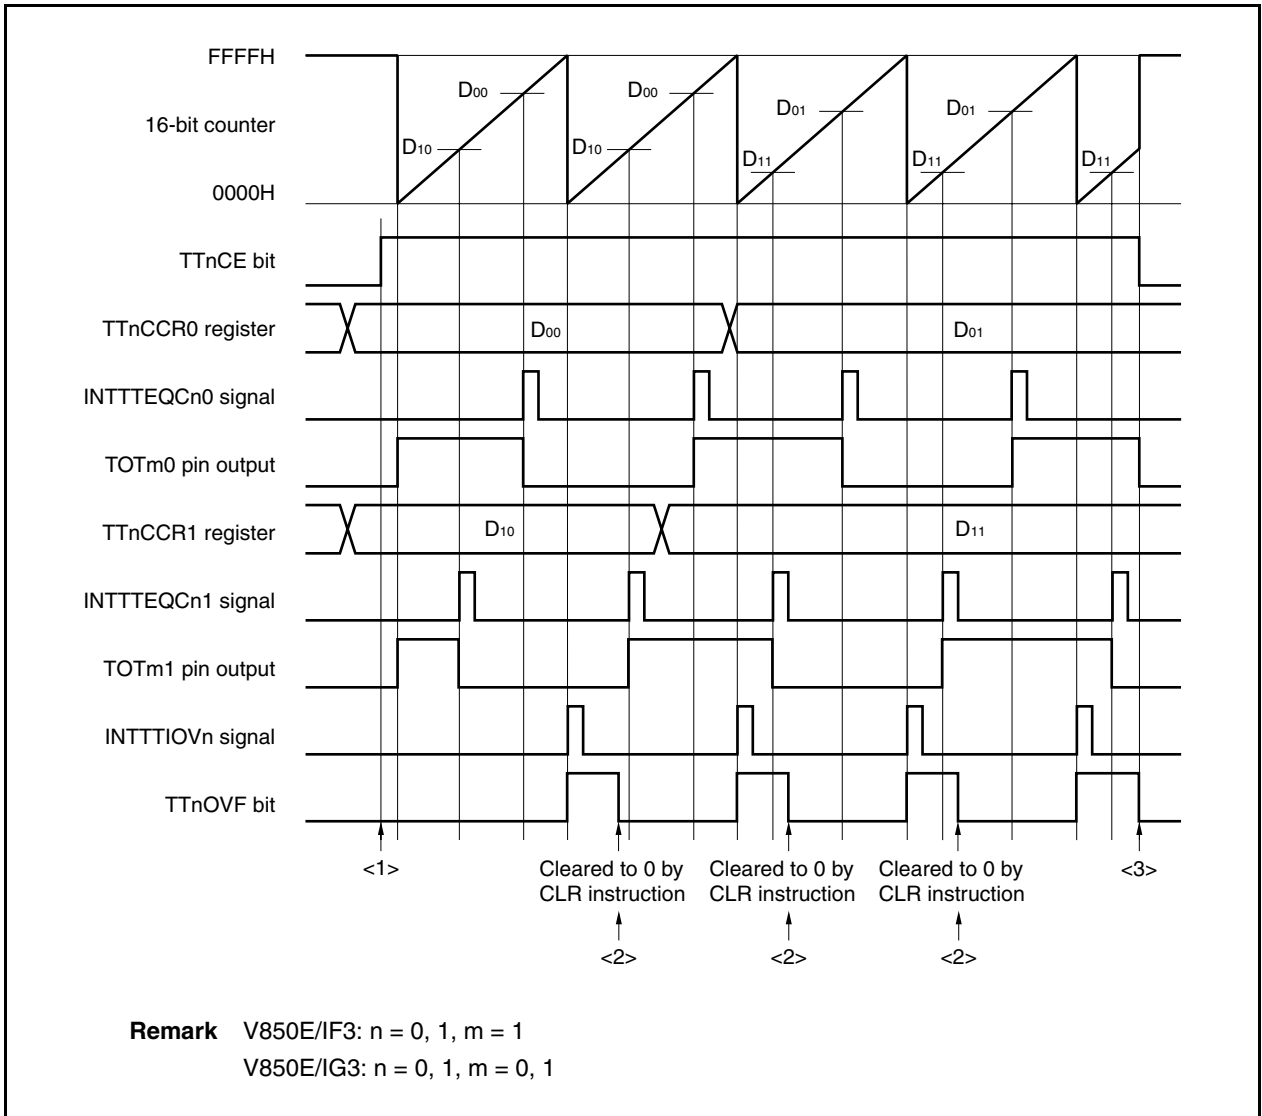 FFFFH
D00 D00
D01 D01
16-bit counter
D10 D10
D11 D11 D11
0000H
TTnCE bit
TTnCCR0 register D00 D01
INTTTEQCn0 signal
TOTm0 pin output
TTnCCR1 register D10 D11
INTTTEQCn1 signal
TOTm1 pin output
INTTTIOVn signal
TTnOVF bit
<1> Cleared to 0 by Cleared to 0 by Cleared to 0 by <3>
CLR instruction CLR instruction CLR instruction
<2> <2> <2>
Remark V850E/IF3: n = 0, 1, m = 1
V850E/IG3: n = 0, 1, m = 0, 1